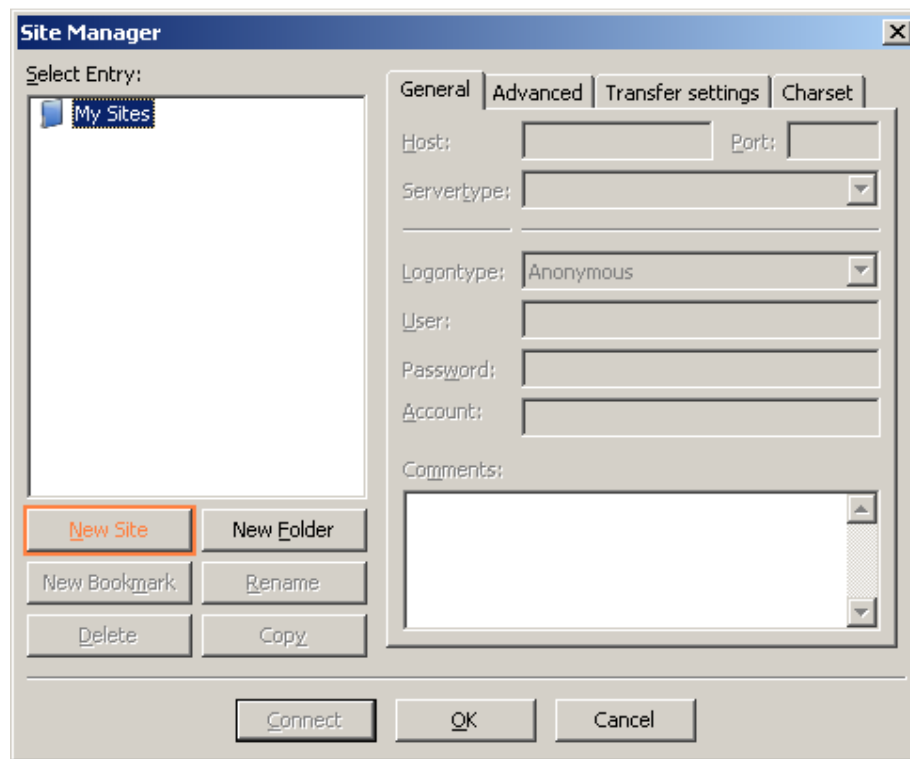 Site Manager
Select Entry:
My Sites
New Site
New Folder
New Bookmark
Rename
Delete
Copy
General
Advanced
Transfer settings
Charset
Host:
Port:
Servertype:
Logontype:
Anonymous
User:
Password:
Account:
Comments:
Connect
OK
Cancel